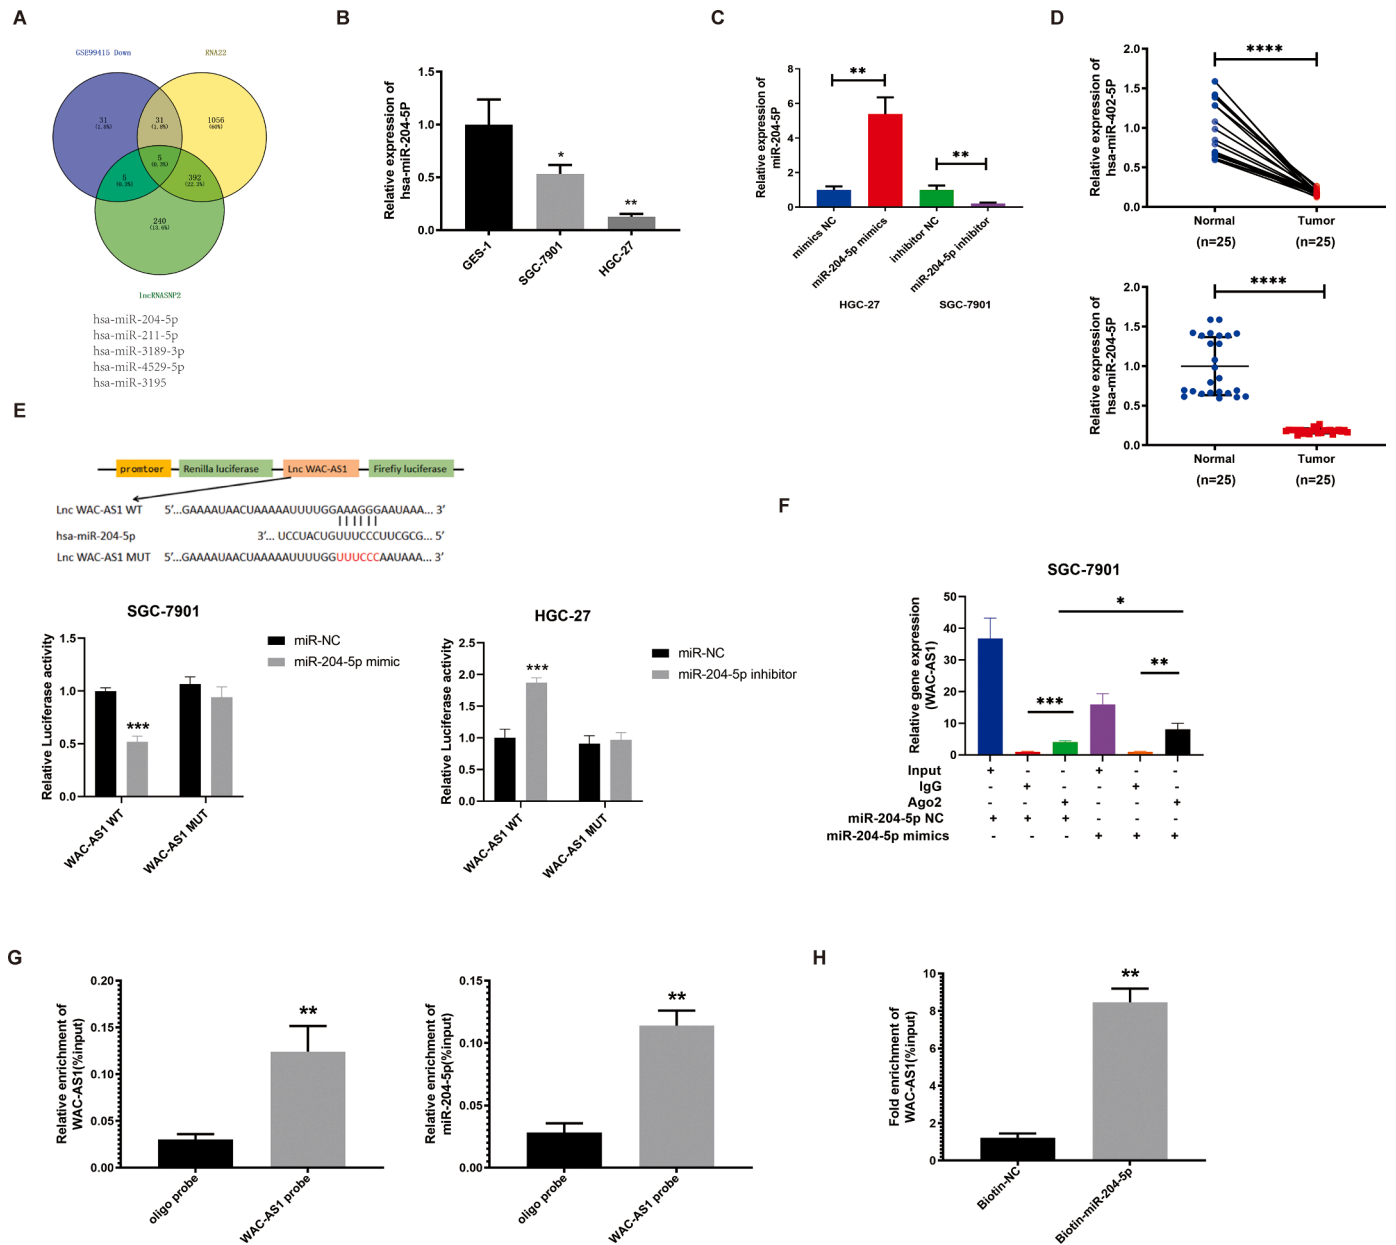 A
GSE99415 Down
RNA22
31
(1.8%)
31
(1.8%)
1056
(60%)
5
(0.3%)
5
(0.3%)
392
(22.3%)
240
(13.6%)
lncRNASNP2
hsa-miR-204-5p
hsa-miR-211-5p
hsa-miR-3189-3p
hsa-miR-4529-5p
hsa-miR-3195
B
Relative expression of
hsa-miR-204-5P
1.5
1.0
0.5
0.0
*
**
GES-1
SGC-7901
HGC-27
C
Relative expression of
miR-204-5P
8
6
4
2
0
**
**
mimics NC
miR-204-5p mimics
inhibitor NC
miR-204-5p inhibitor
HGC-27
SGC-7901
D
Relative expression of
hsa-miR-402-5P
2.0
1.5
1.0
0.5
0.0
****
Normal
(n=25)
Tumor
(n=25)
Relative expression of
hsa-miR-204-5P
2.0
1.5
1.0
0.5
0.0
****
Normal
(n=25)
Tumor
(n=25)
E
promtoer
Renilla luciferase
Lnc WAC-AS1
Firefiy luciferase
Lnc WAC-AS1 WT 5’...GAAAAUAACUAAAAAUUUUGGAAAGGGAAUAAA... 3’
hsa-miR-204-5p 3’... UCCUACUGUUUCCCUUCGCG... 5’
Lnc WAC-AS1 MUT 5’...GAAAAUAACUAAAAAUUUUGGUUUCCCAAUAAA... 3’
SGC-7901
Relative Luciferase activity
1.5
1.0
0.5
0.0
***
miR-NC
miR-204-5p mimic
WAC-AS1 WT
WAC-AS1 MUT
HGC-27
Relative Luciferase activity
2.5
2.0
1.5
1.0
0.5
0.0
***
miR-NC
miR-204-5p inhibitor
WAC-AS1 WT
WAC-AS1 MUT
F
SGC-7901
Relative gene expression
(WAC-AS1)
50
40
30
20
10
0
***
*
**
Input + - - + - -
IgG - + - - + -
Ago2 - - + - - +
miR-204-5p NC + + + - - -
miR-204-5p mimics - - - + + +
G
Relative enrichment of
WAC-AS1(%input)
0.20
0.15
0.10
0.05
0.00
**
oligo probe
WAC-AS1 probe
Relative enrichment of
miR-204-5p(%input)
0.15
0.10
0.05
0.00
**
oligo probe
WAC-AS1 probe
H
Fold enrichment of
WAC-AS1(%input)
10
8
6
4
2
0
**
Biotin-NC
Biotin-miR-204-5p